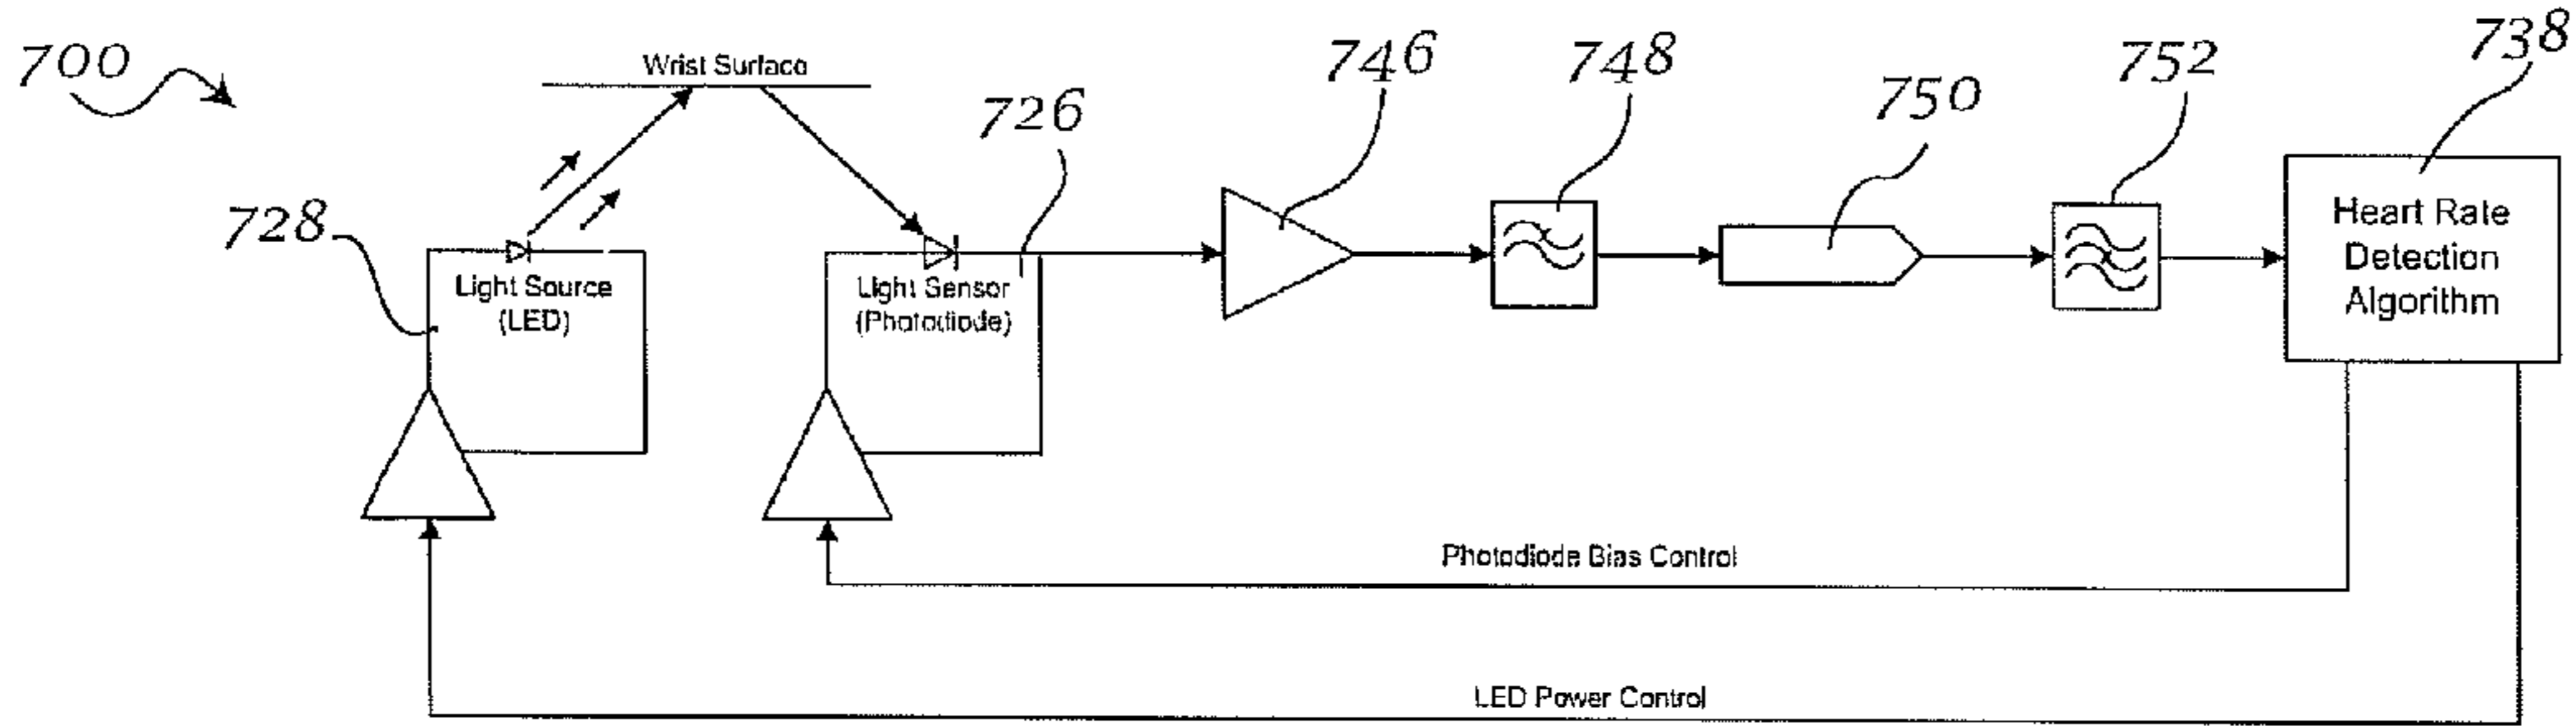 700
Wrist Surface
726
746
748
750
752
738
728
Light Source
(LED)
Light Sensor
(Photodiode)
Heart Rate
Detection
Algorithm
Photodiode Bias Control
LED Power Control